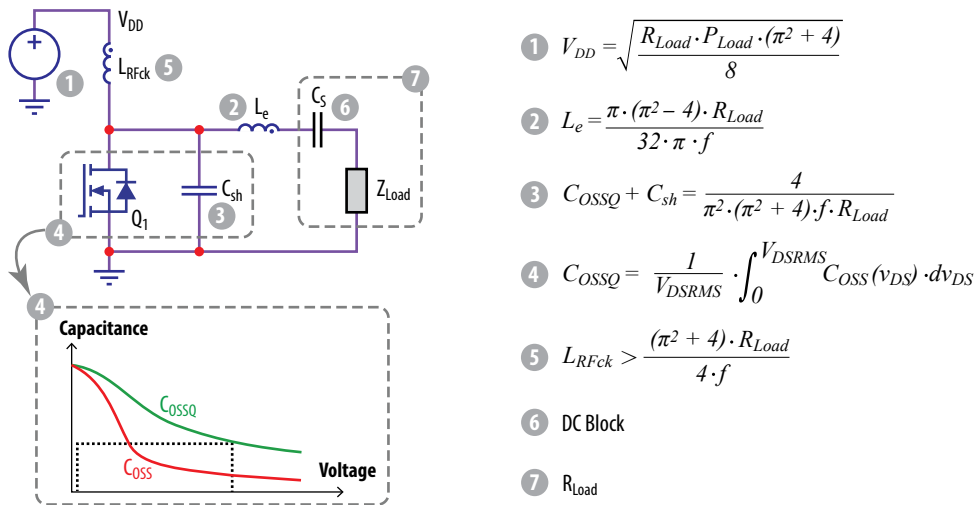 V_DD
L_RFck
5
1
+
2
L_e
C_S
6
7
Z_Load
C_sh
3
Q_1
4
4
Capacitance
C_OSSQ
C_OSS
Voltage
1 V_DD = √(R_Load·P_Load·(π² + 4) / 8)
2 L_e = π·(π² – 4)·R_Load / 32·π·f
3 C_OSSQ + C_sh = 4 / π²·(π² + 4)·f·R_Load
4 C_OSSQ = 1 / V_DSRMS · ∫_0^V_DSRMS C_OSS(v_DS)·dv_DS
5 L_RFck > (π² + 4)·R_Load / 4·f
6 DC Block
7 R_Load